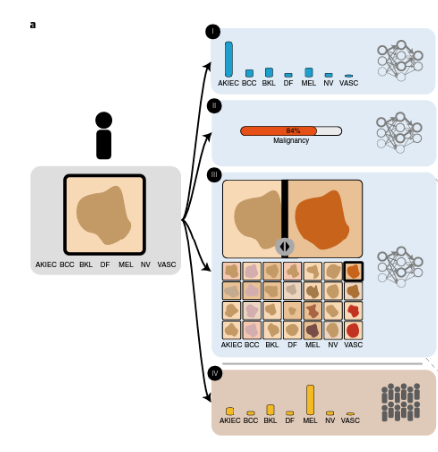 a
I
AKIEC BCC BKL DF MEL NV VASC
II
84%
Malignancy
III
AKIEC BCC BKL DF MEL NV VASC
AKIEC BCC BKL DF MEL NV VASC
IV
AKIEC BCC BKL DF MEL NV VASC